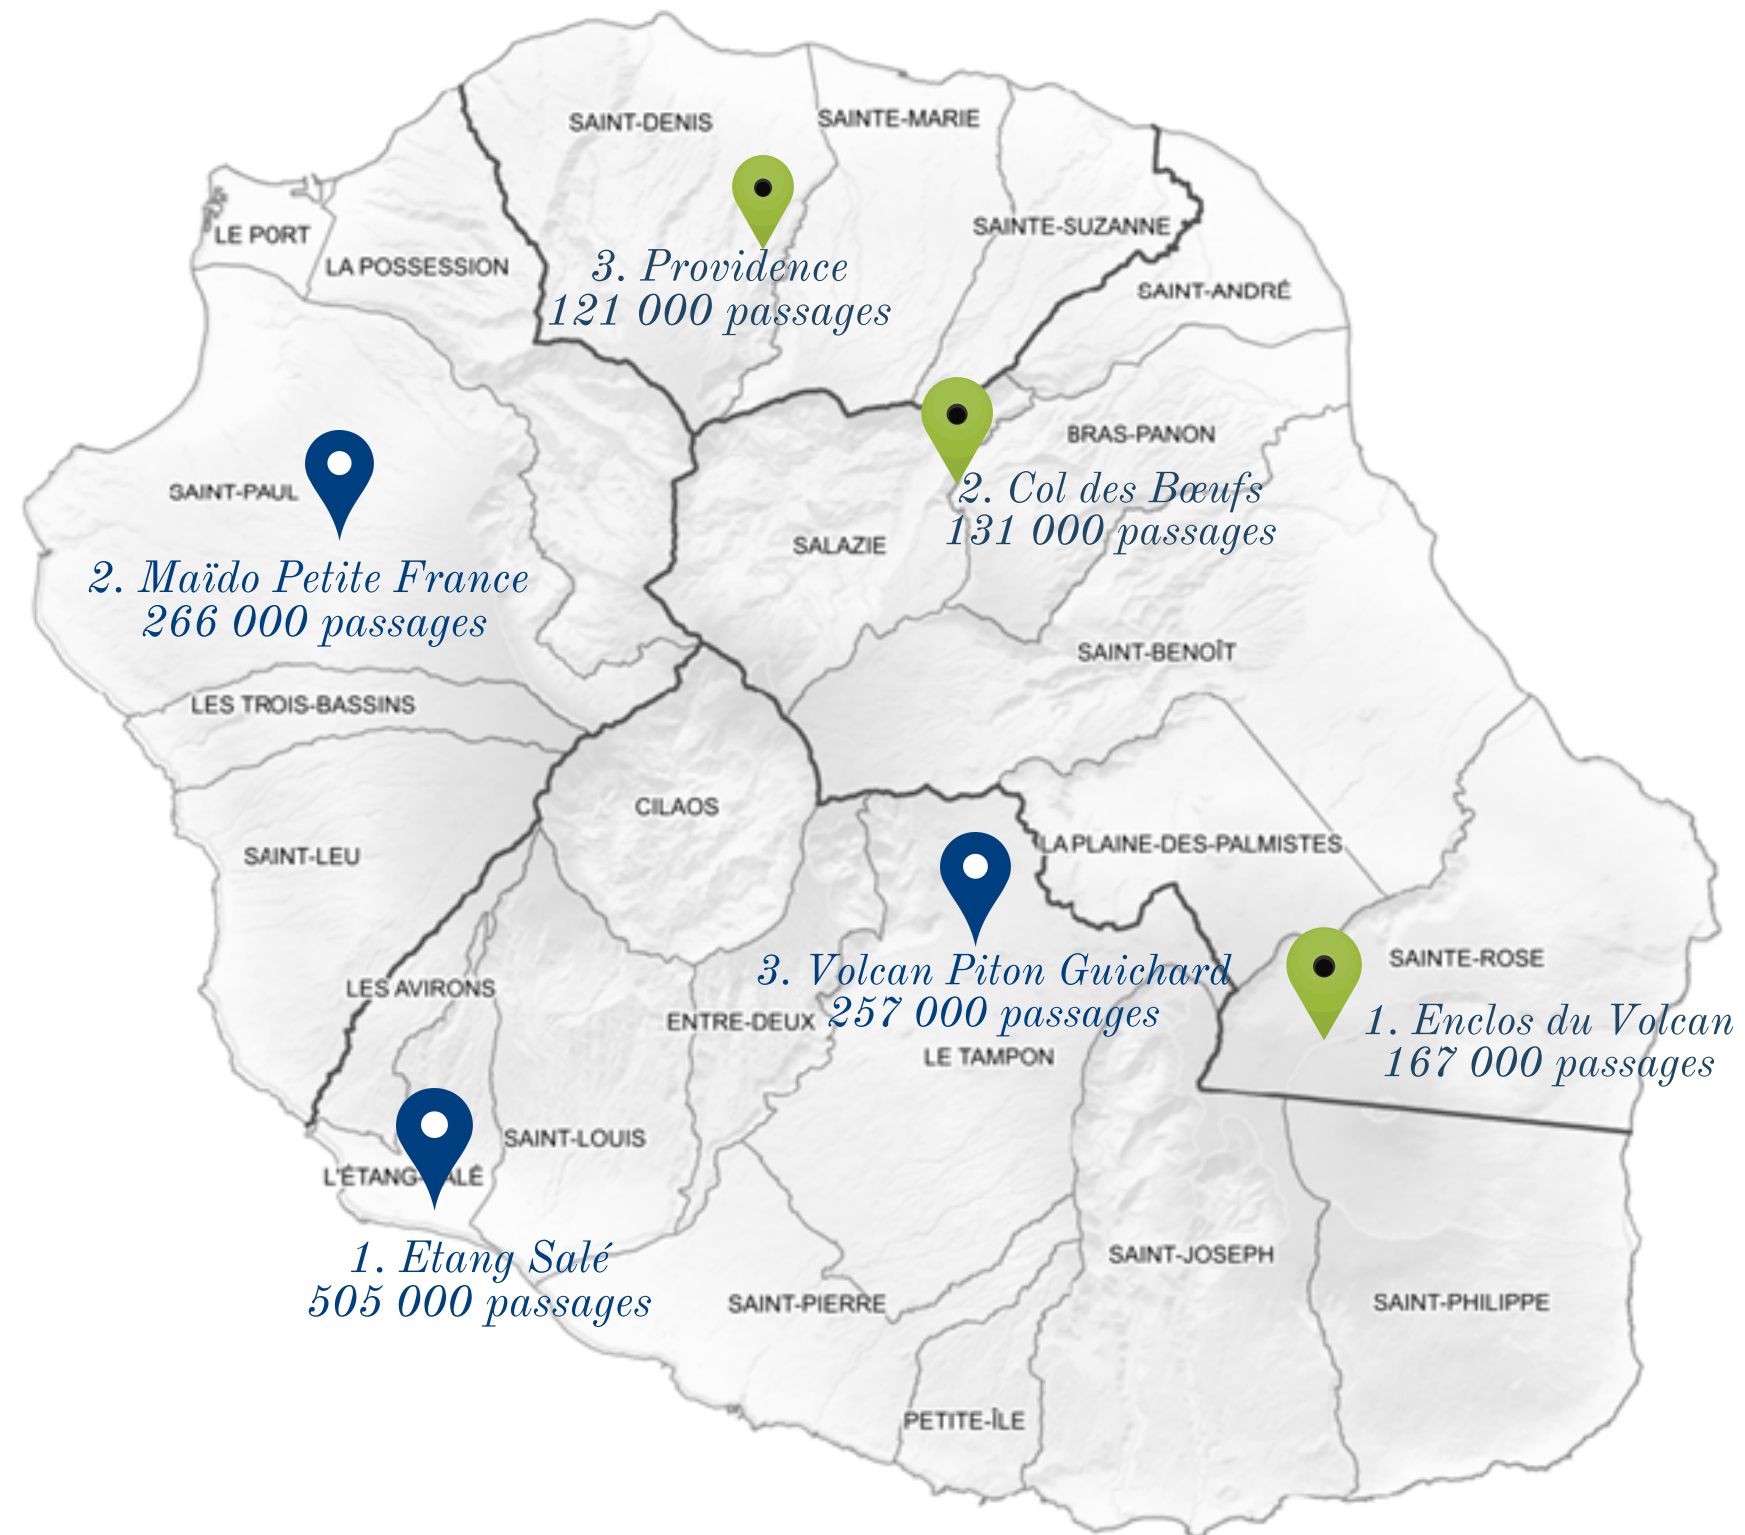 SAINT-DENIS
SAINTE-MARIE
SAINTE-SUZANNE
LE PORT
LA POSSESSION
3. Providence
121 000 passages
SAINT-ANDRÉ
BRAS-PANON
SAINT-PAUL
2. Col des Bœufs
131 000 passages
SALAZIE
2. Maïdo Petite France
266 000 passages
SAINT-BENOÎT
LES TROIS-BASSINS
CILAOS
SAINT-LEU
LA PLAINE-DES-PALMISTES
SAINTE-ROSE
LES AVIRONS
3. Volcan Piton Guichard
257 000 passages
ENTRE-DEUX
1. Enclos du Volcan
167 000 passages
LE TAMPON
SAINT-LOUIS
L'ÉTANG-SALÉ
1. Etang Salé
505 000 passages
SAINT-JOSEPH
SAINT-PIERRE
SAINT-PHILIPPE
PETITE-ÎLE